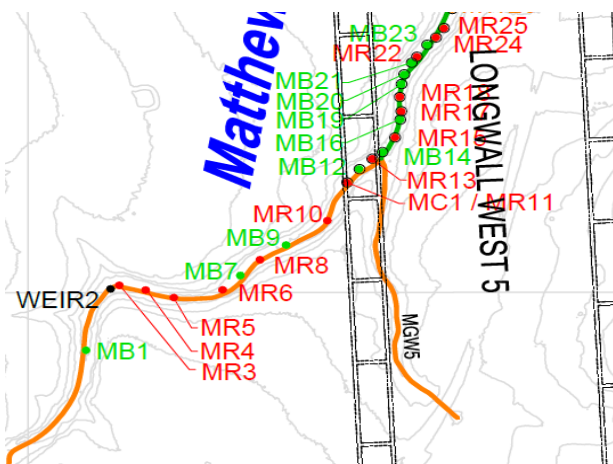 MB23
MR25
MR24
MR22
MB21
MB20
MB19
MB16
MB14
MB12
MR13
MC1 / MR11
LONGWALL WEST 5
Matthew
MR10
MB9
MR8
MB7
MR6
WEIR2
MR5
MR4
MR3
MB1
MGW5